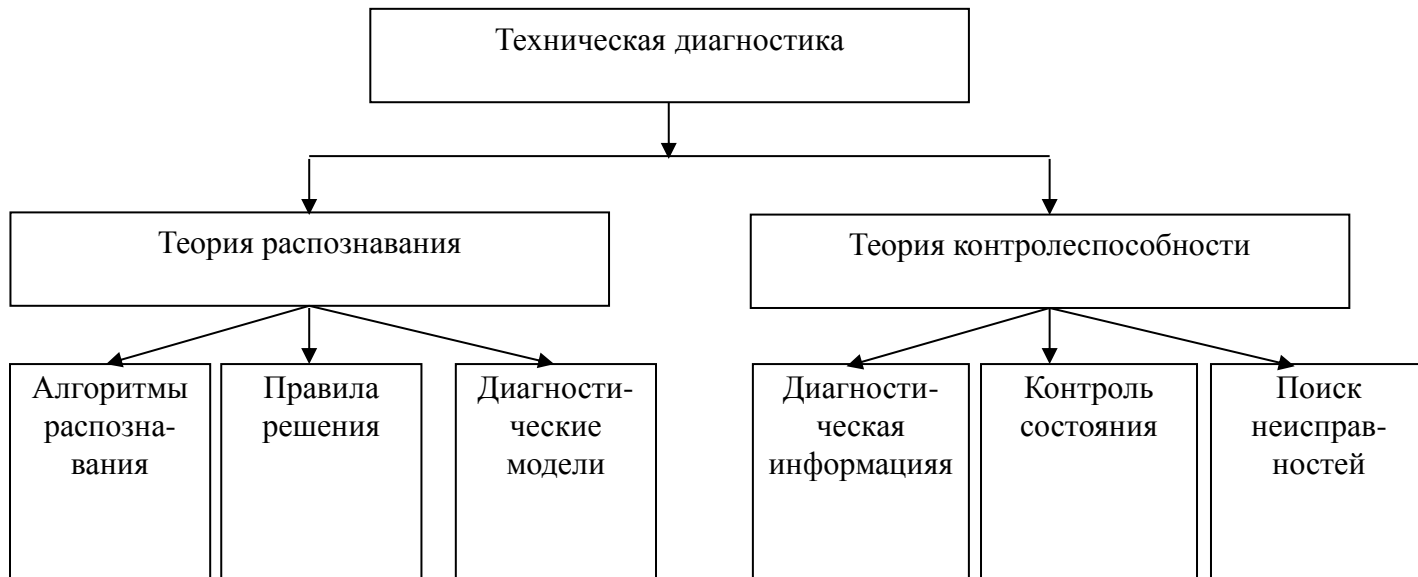 Техническая диагностика
Теория распознавания
Теория контролеспособности
Алгоритмы
распозна-
вания
Правила
решения
Диагности-
ческие
модели
Диагности-
ческая
информацияя
Контроль
состояния
Поиск
неисправ-
ностей